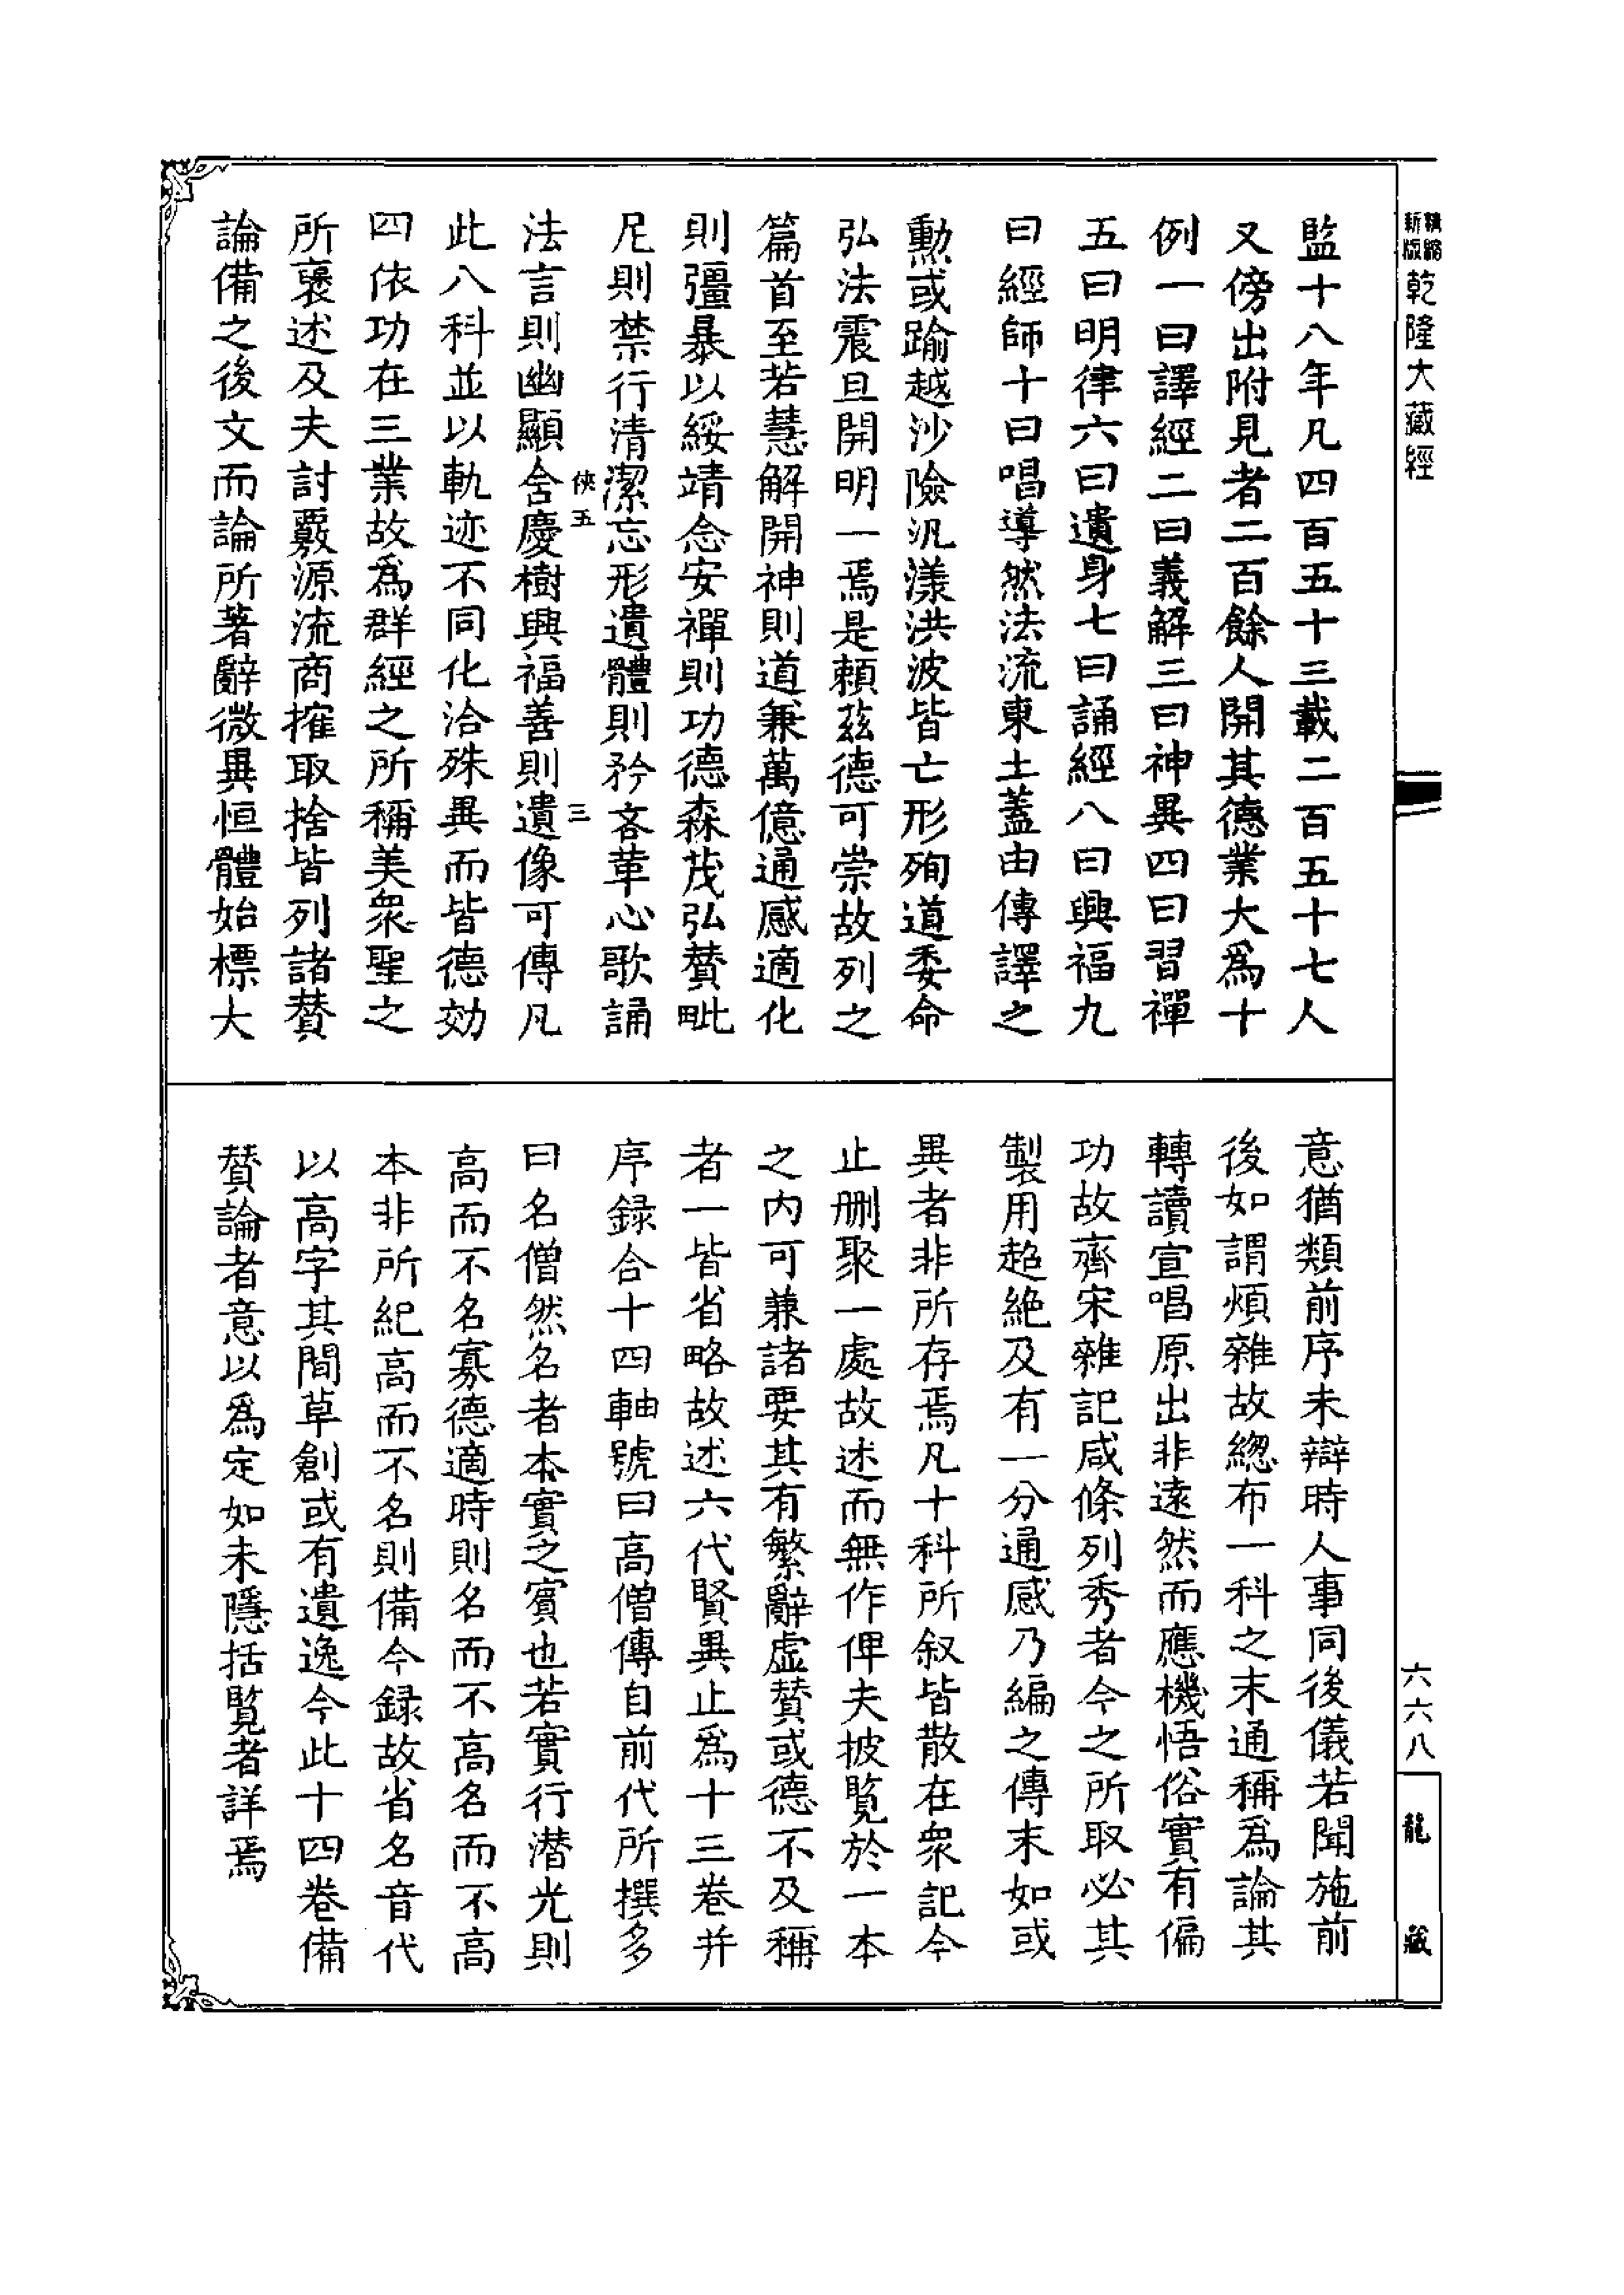 精縮
新版
乾隆大藏經
監十八年凡四百五十三載二百五十七人
又傍出附見者二百餘人開其德業大爲十
例一曰譯經二曰義解三曰神異四曰習禪
五曰明律六曰遺身七曰誦經八曰興福九
曰經師十曰唱導然法流東土蓋由傳譯之
勲或踰越沙險汎漾洪波皆亡形殉道委命
弘法震旦開明一焉是賴茲德可崇故列之
篇首至若慧解開神則道兼萬億通感適化
則彊暴以綏靖念安禪則功德森茂弘賛毗
尼則禁行清潔忘形遺體則矜吝革心歌誦
俠五
三
法言則幽顯含慶樹興福善則遺像可傳凡
此八科並以軌迹不同化洽殊異而皆德効
四依功在三業故爲群經之所稱美衆聖之
所襃述及夫討覈源流商搉取捨皆列諸賛
論備之後文而論所著辭微異恒體始標大
意猶類前序未辯時人事同後儀若聞施前
後如謂煩雜故緫布一科之末通稱爲論其
轉讀宣唱原出非遠然而應機悟俗實有偏
功故齊宋雜記咸條列秀者今之所取必其
製用超絶及有一分通感乃編之傳末如或
異者非所存焉凡十科所叙皆散在衆記今
止刪聚一處故述而無作俾夫披覧於一本
之内可兼諸要其有繁辭虛賛或德不及稱
者一皆省略故述六代賢異止爲十三卷并
序録合十四軸號曰高僧傳自前代所撰多
曰名僧然名者本實之賓也若實行潜光則
高而不名寡德適時則名而不高名而不高
本非所紀高而不名則備今録故省名音代
以高字其間草創或有遺逸今此十四卷備
賛論者意以爲定如未隱括覧者詳焉
六六八
龍藏